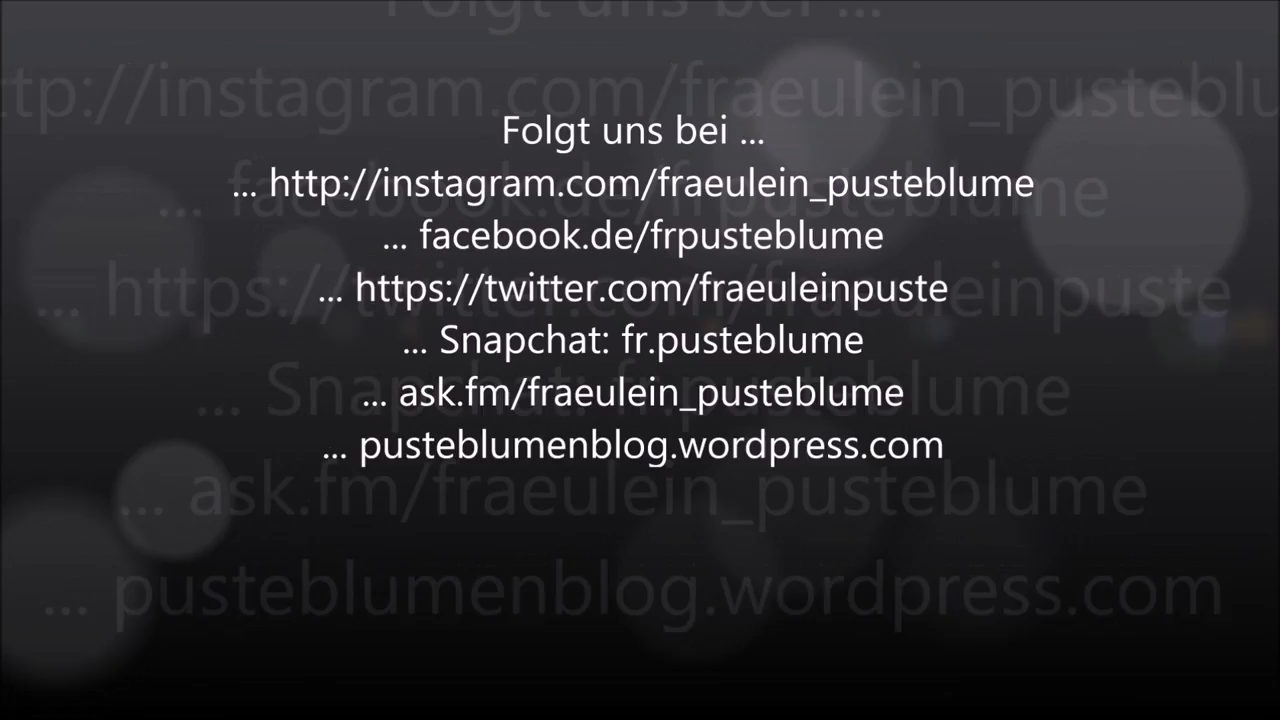 Folgt uns bei ...
... http://instagram.com/fraeulein_pusteblume
... facebook.de/frpusteblume
... https://twitter.com/fraeuleinpuste
... Snapchat: fr.pusteblume
... ask.fm/fraeulein_pusteblume
... pusteblumenblog.wordpress.com